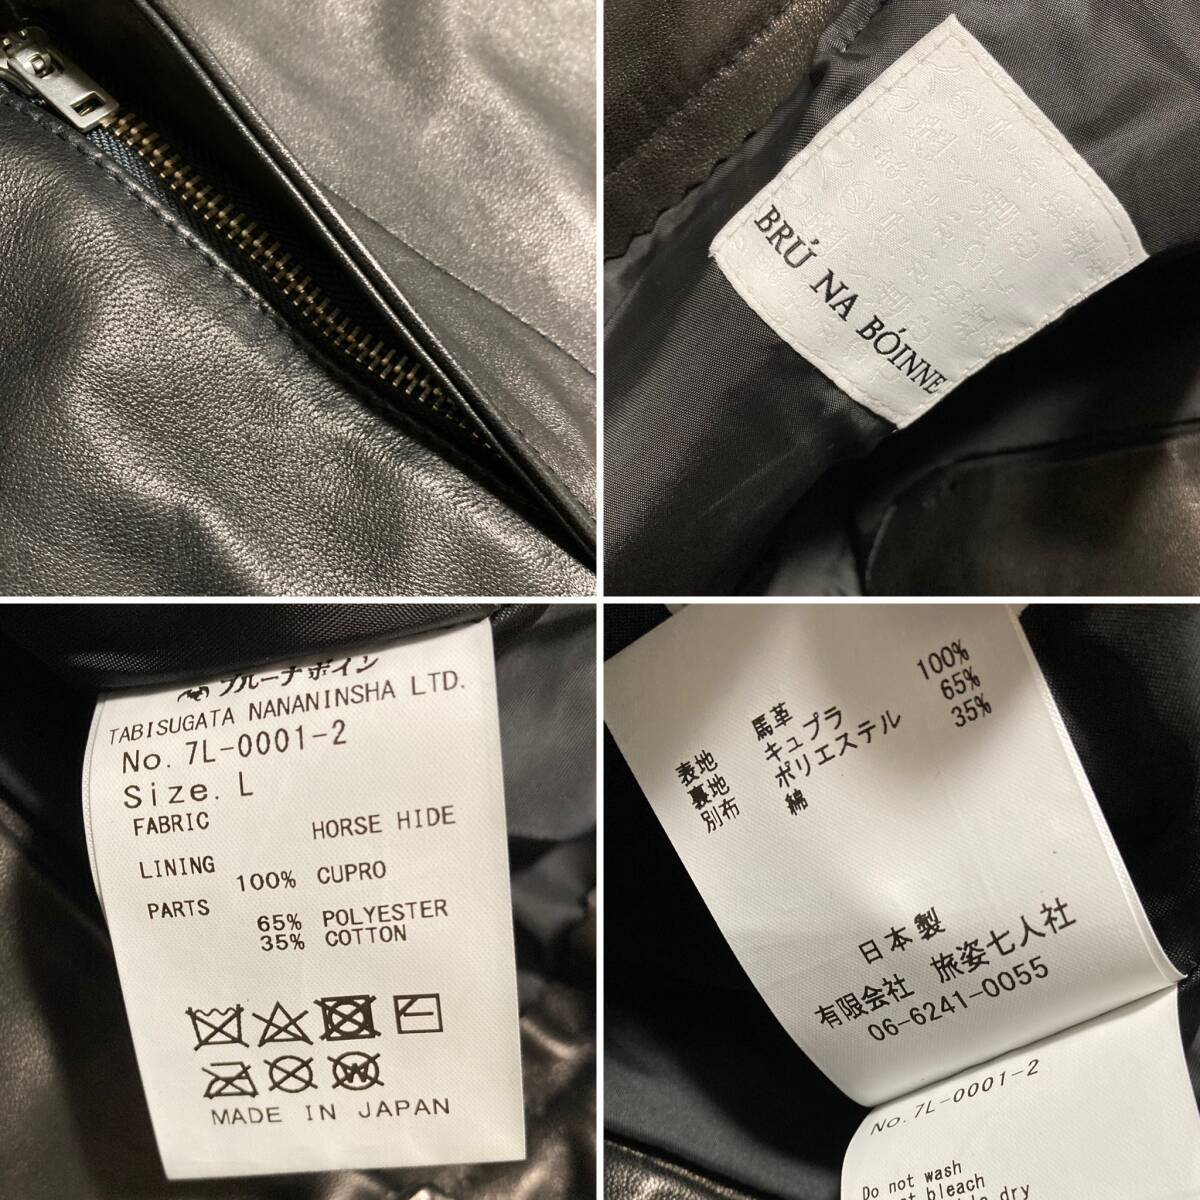 BRÚ NA BÓINNE
ブルーナボイン
TABISUGATA NANANINSHA LTD.
No. 7L-0001-2
Size. L
FABRIC
HORSE HIDE
LINING
100% CUPRO
PARTS
65% POLYESTER
35% COTTON
MADE IN JAPAN
表地 馬革
裏地 キュプラ 100%
別布 ポリエステル 65%
綿 35%
日本製
有限会社 旅姿七人社
06-6241-0055
No. 7L-0001-2
Do not wash
bleach
dry